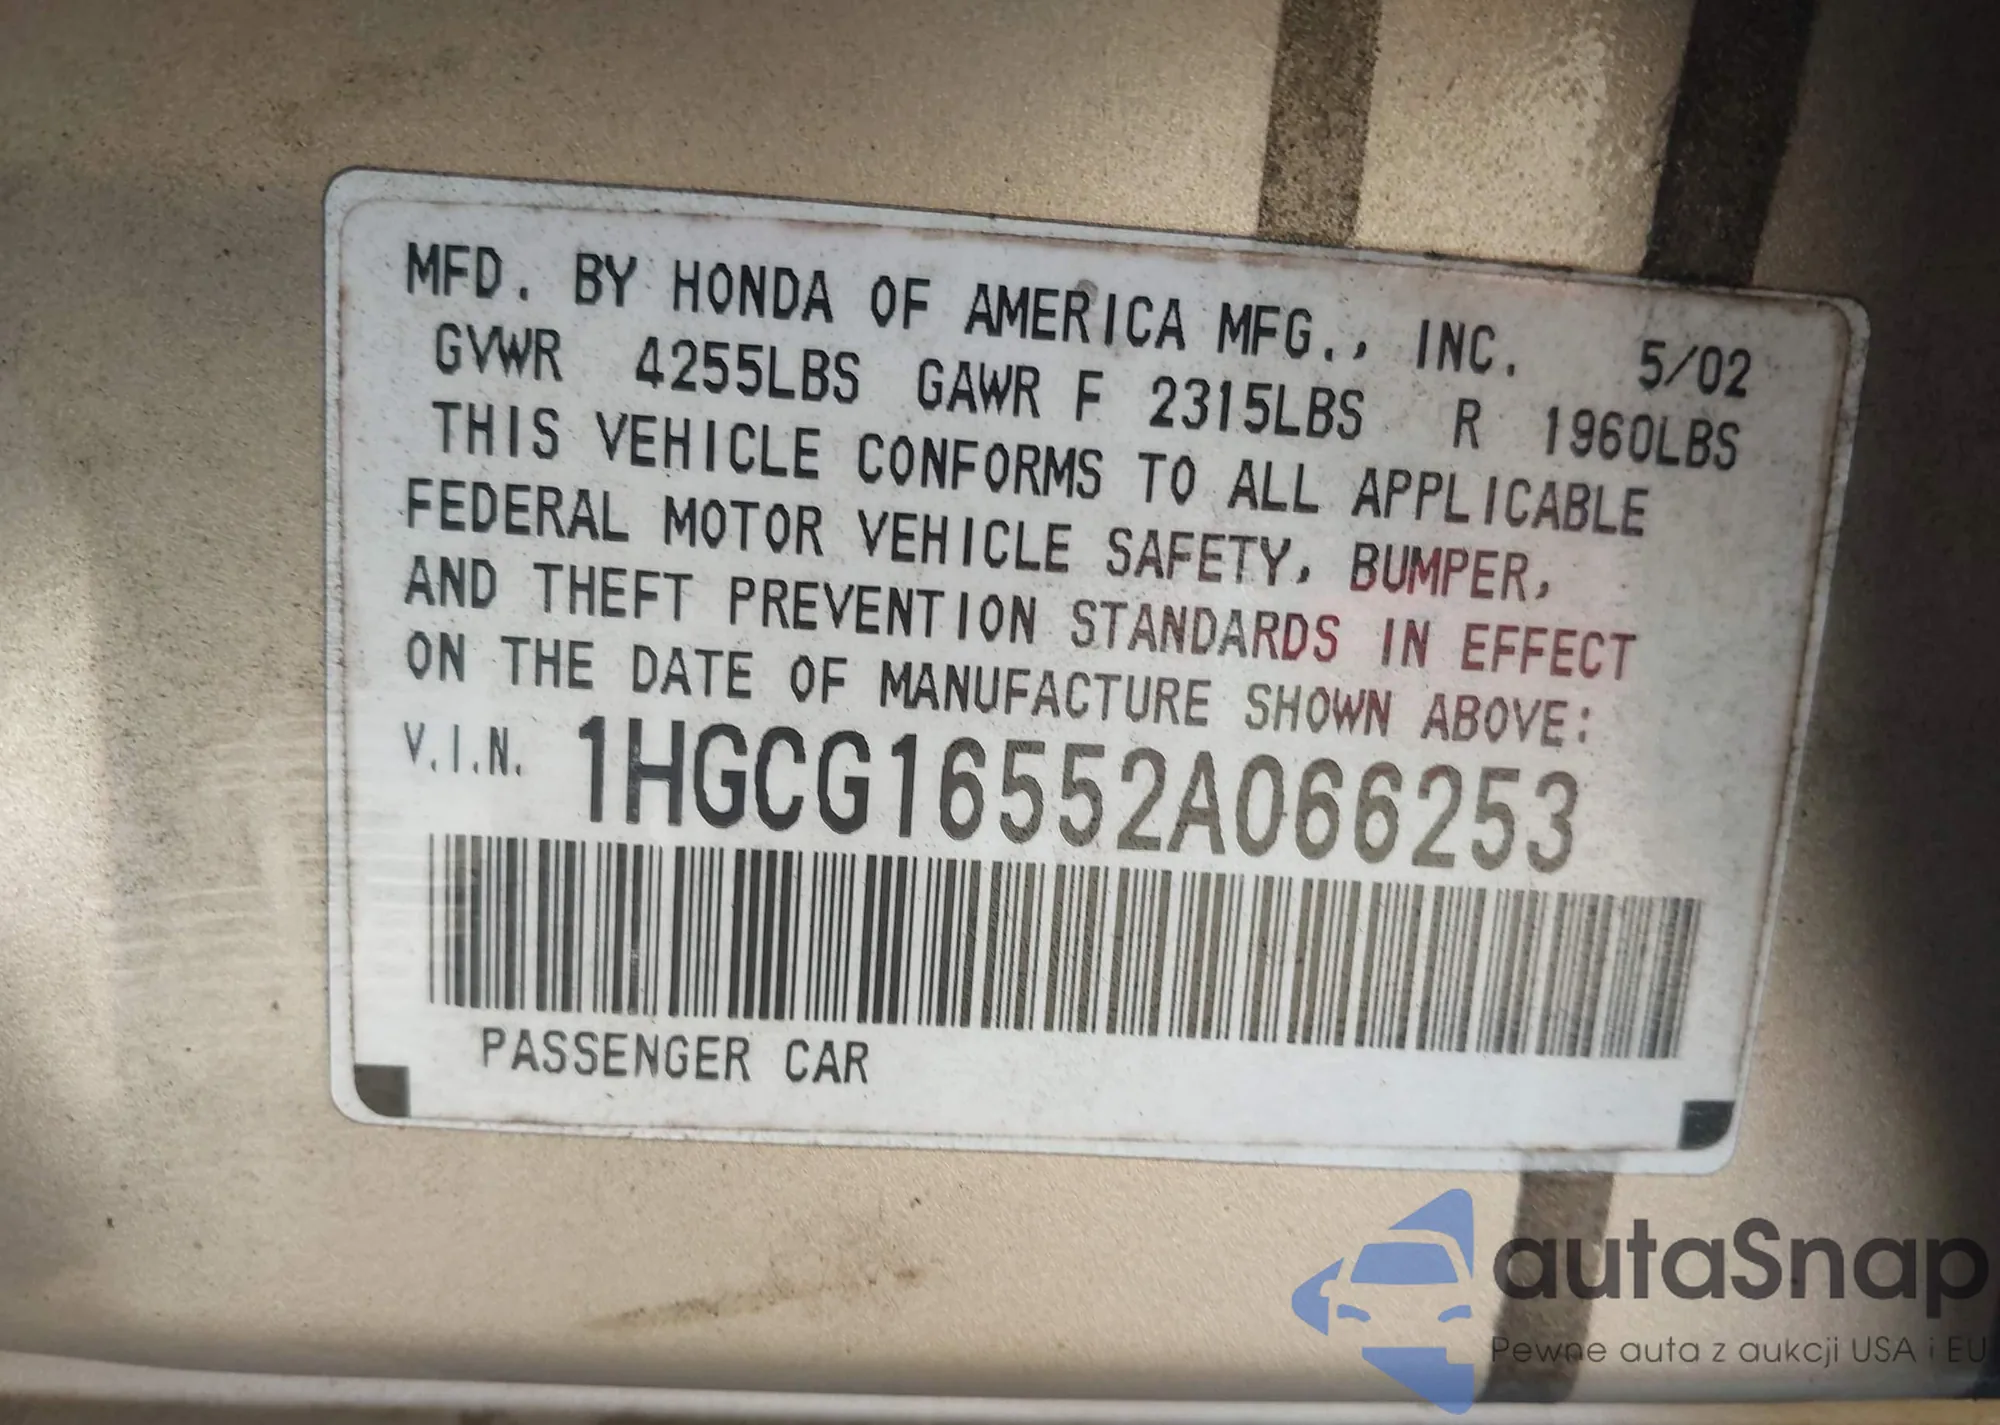 MFD. BY HONDA OF AMERICA MFG., INC. 5/02
GVWR 4255LBS GAWR F 2315LBS R 1960LBS
THIS VEHICLE CONFORMS TO ALL APPLICABLE
FEDERAL MOTOR VEHICLE SAFETY, BUMPER,
AND THEFT PREVENTION STANDARDS IN EFFECT
ON THE DATE OF MANUFACTURE SHOWN ABOVE:
V.I.N. 1HGCG16552A066253
PASSENGER CAR
autaSnap
Pewne auta z aukcji USA i EU